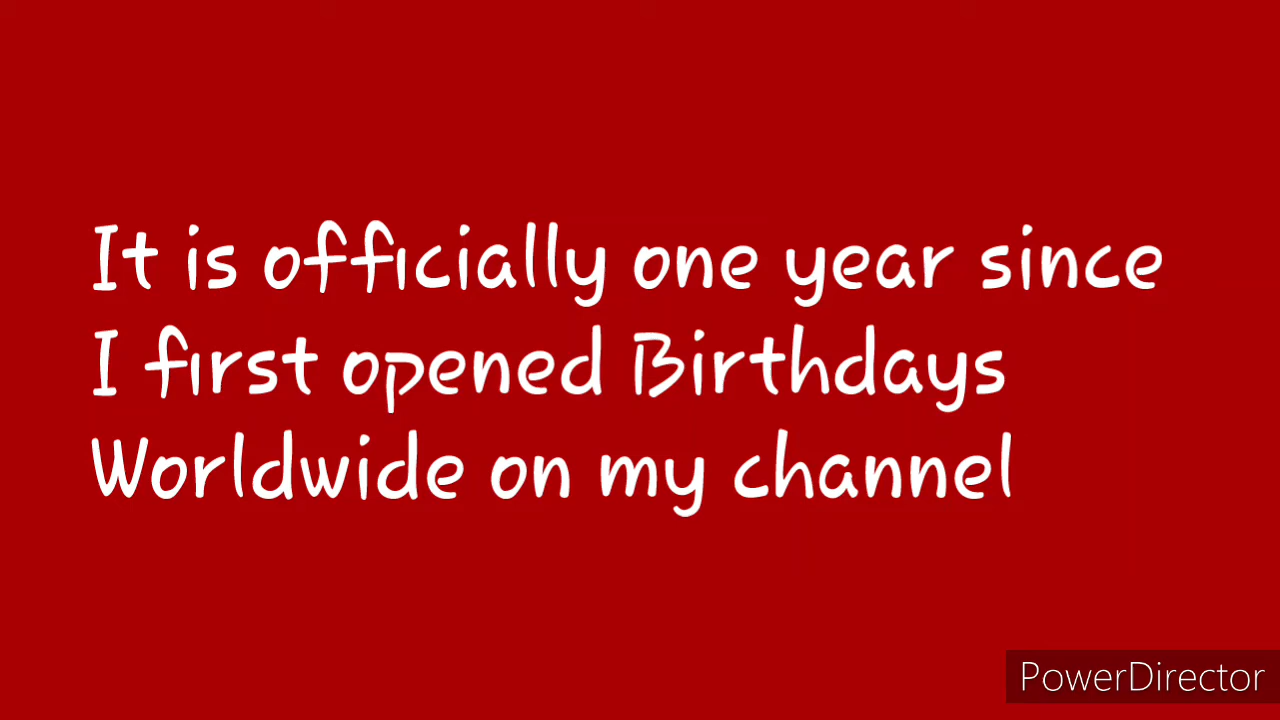 It is officially one year since
I first opened Birthdays
Worldwide on my channel
PowerDirector